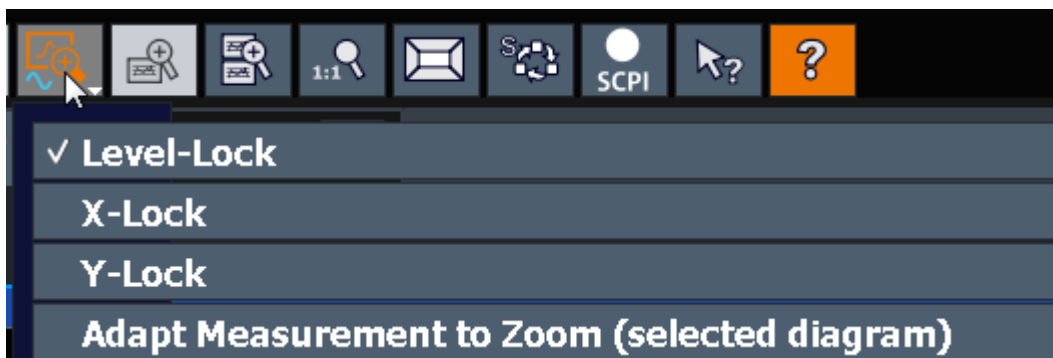 1:1
S
SCPI
?
?
Level-Lock
X-Lock
Y-Lock
Adapt Measurement to Zoom (selected diagram)